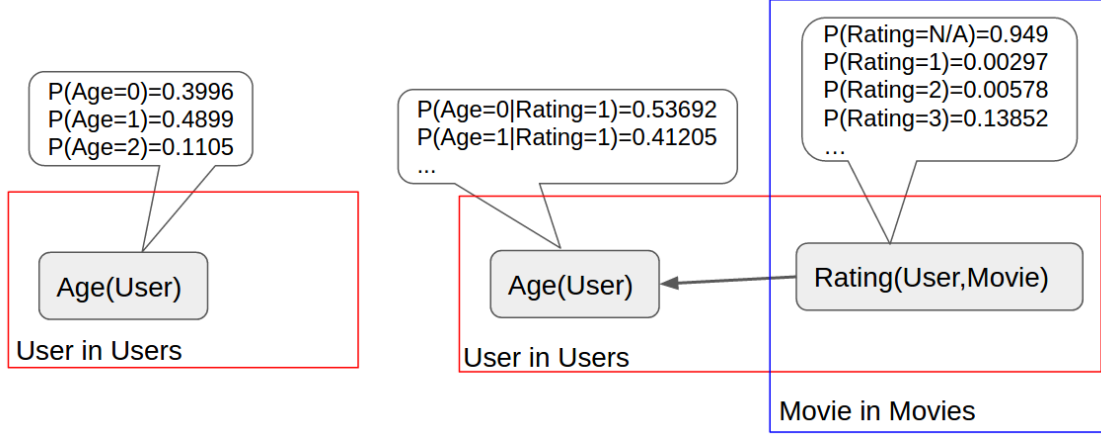 P(Age=0)=0.3996
P(Age=1)=0.4899
P(Age=2)=0.1105
Age(User)
User in Users
P(Age=0|Rating=1)=0.53692
P(Age=1|Rating=1)=0.41205
...
Age(User)
User in Users
P(Rating=N/A)=0.949
P(Rating=1)=0.00297
P(Rating=2)=0.00578
P(Rating=3)=0.13852
...
Rating(User,Movie)
Movie in Movies